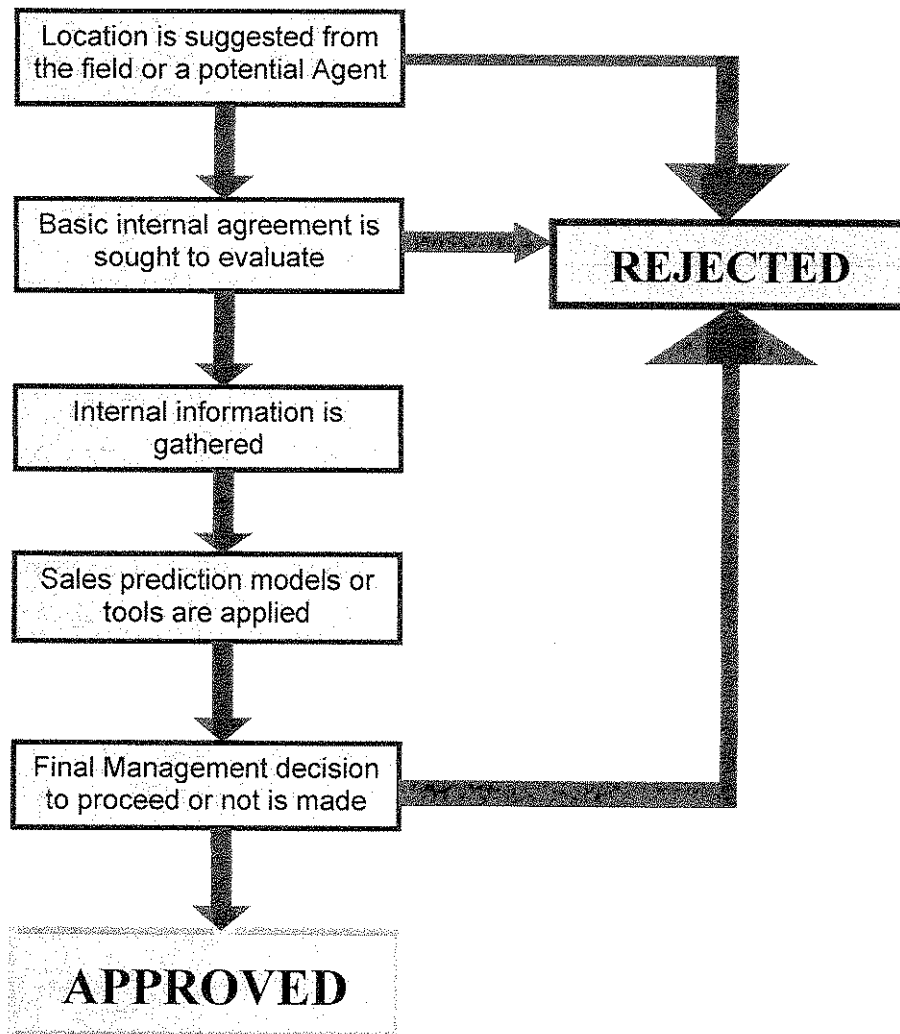 Location is suggested from
the field or a potential Agent
Basic internal agreement is
sought to evaluate
REJECTED
Internal information is
gathered
Sales prediction models or
tools are applied
Final Management decision
to proceed or not is made
APPROVED